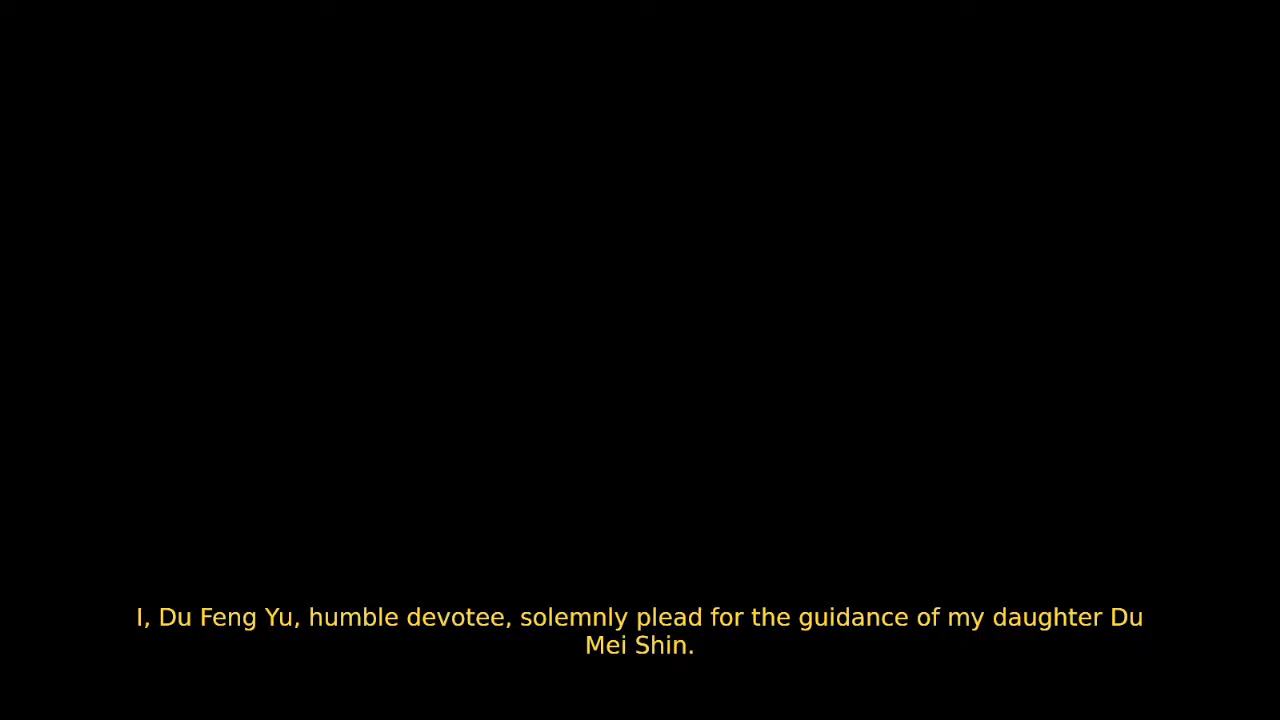 I, Du Feng Yu, humble devotee, solemnly plead for the guidance of my daughter Du
Mei Shin.